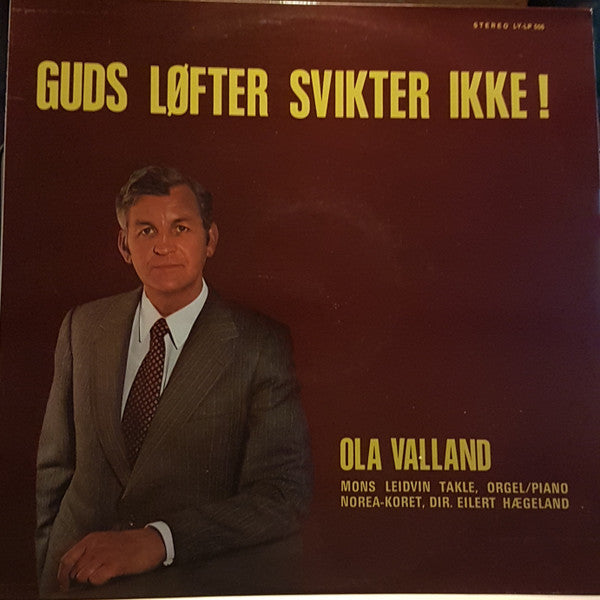 STEREO LY-LP 506
GUDS LØFTER SVIKTER IKKE!
OLA VALLAND
MONS LEIDVIN TAKLE, ORGEL/PIANO
NOREA-KORET, DIR. EILERT HÆGELAND